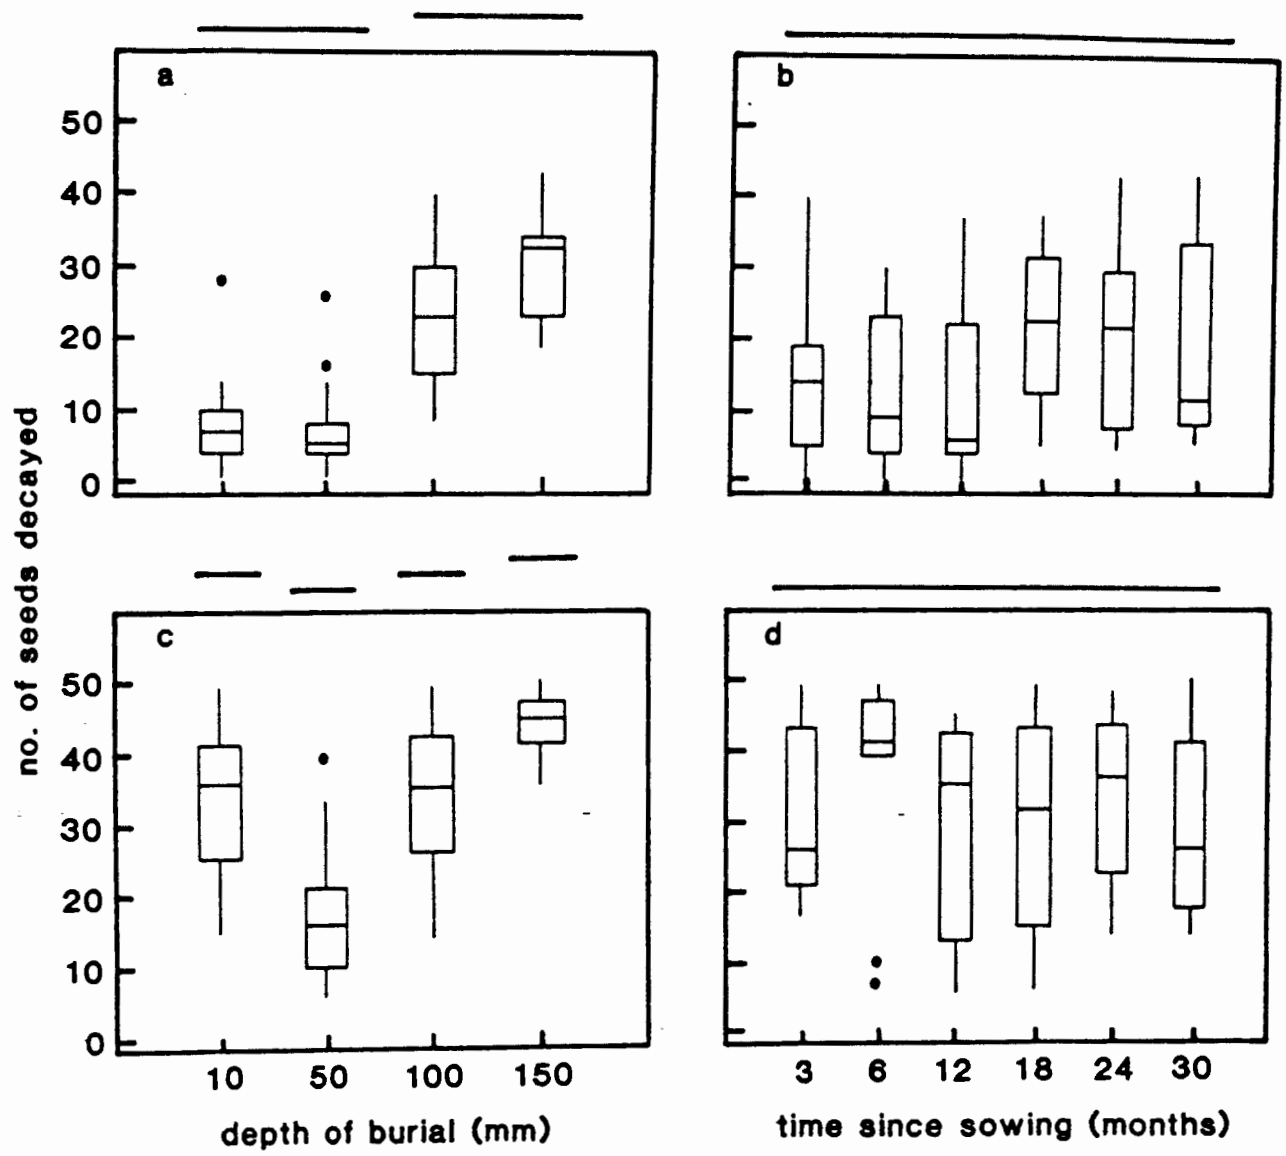 a
50
40
30
20
10
0
b
no. of seeds decayed
c
50
40
30
20
10
0
10 50 100 150
depth of burial (mm)
d
3 6 12 18 24 30
time since sowing (months)